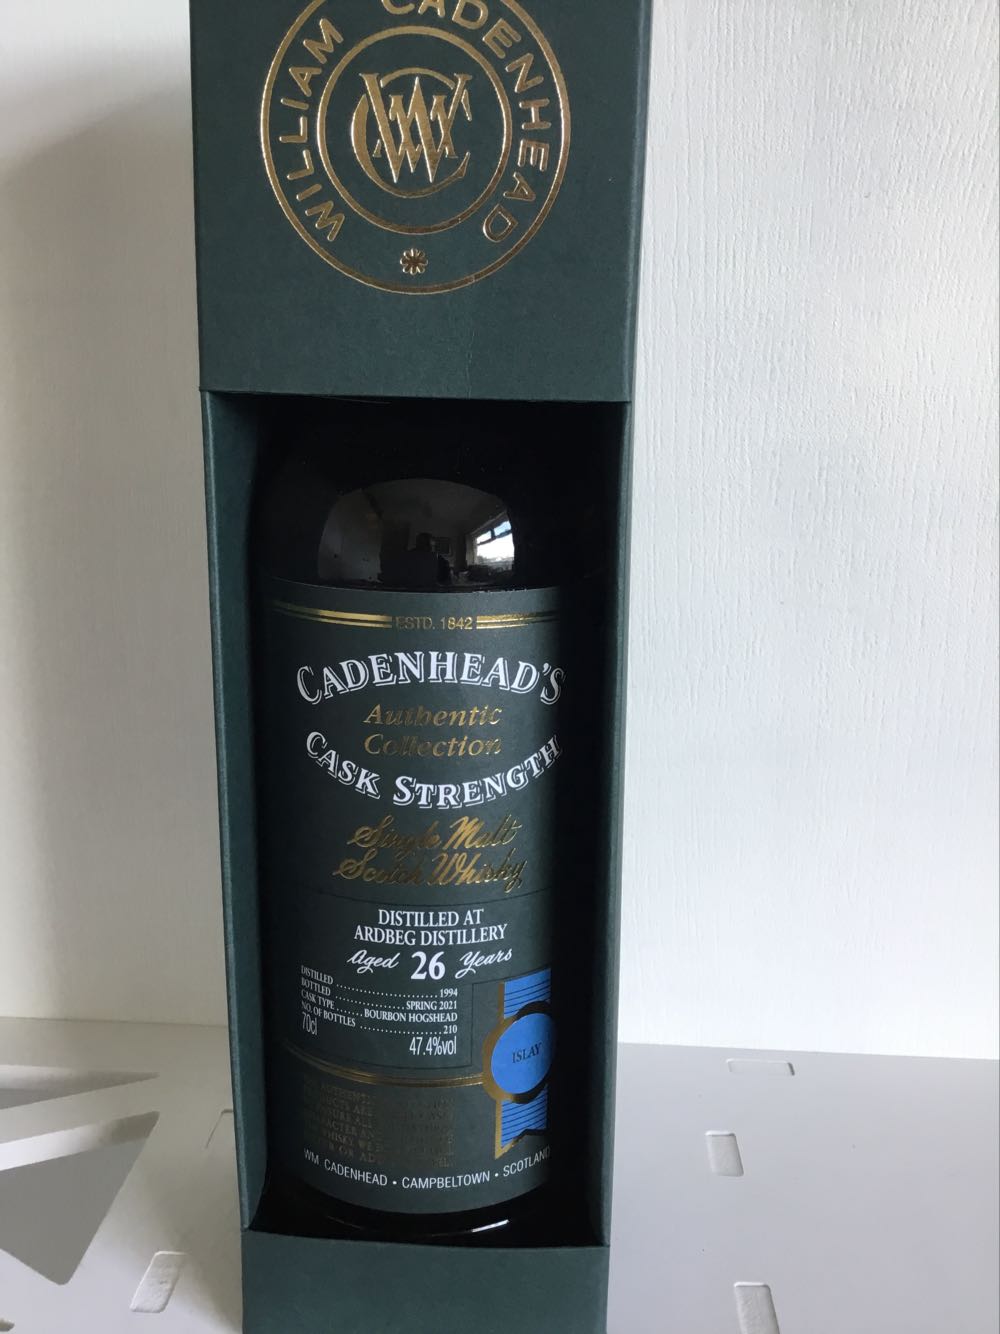 WILLIAM CADENHEAD
WC
ESTD. 1842
CADENHEAD'S
Authentic
Collection
CASK STRENGTH
Single Malt
Scotch Whisky
DISTILLED AT
ARDBEG DISTILLERY
Aged 26 Years
DISTILLED ..................... 1994
BOTTLED .............. SPRING 2021
CASK TYPE ...... BOURBON HOGSHEAD
NO. OF BOTTLES ................ 210
70cl
47.4%vol
ISLAY
WM CADENHEAD • CAMPBELTOWN • SCOTLAND